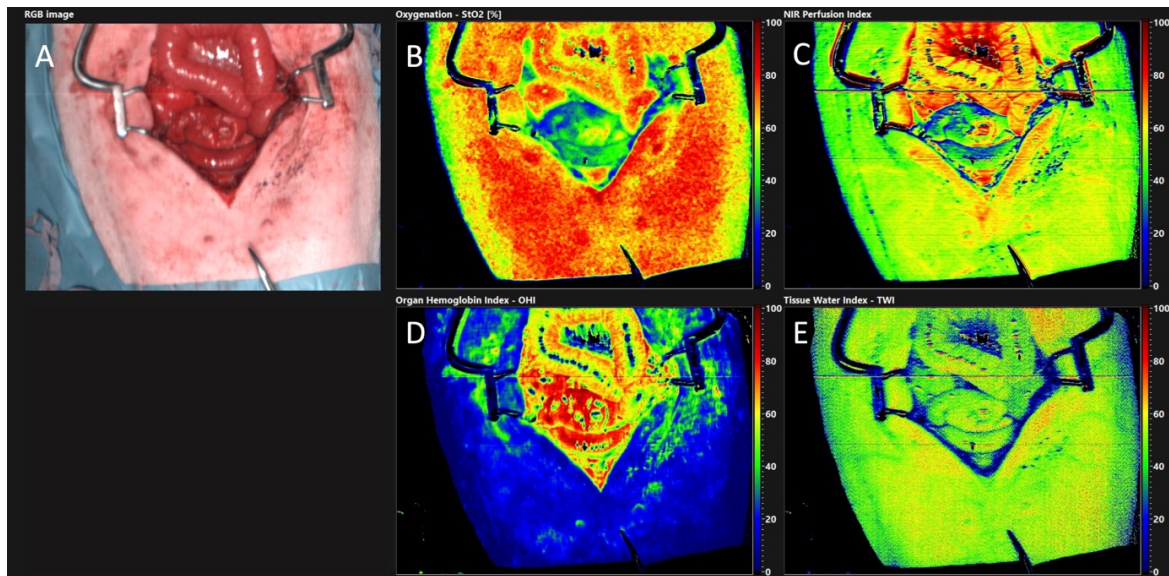 RGB image
A
Oxygenation - StO2 [%]
B
100
80
60
40
20
0
NIR Perfusion Index
C
100
80
60
40
20
0
Organ Hemoglobin Index - OHI
D
100
80
60
40
20
0
Tissue Water Index - TWI
E
100
80
60
40
20
0